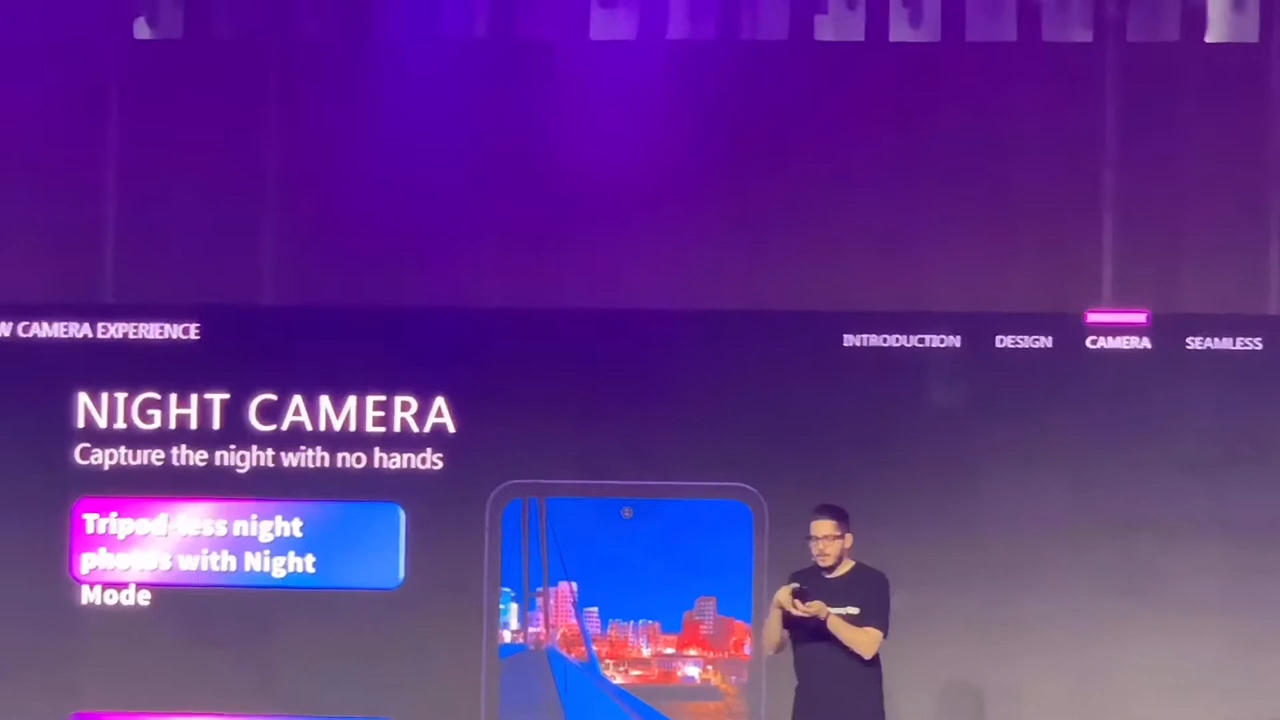 W CAMERA EXPERIENCE
INTRODUCTION DESIGN CAMERA SEAMLESS
NIGHT CAMERA
Capture the night with no hands
Tripod-less night
photos with Night
Mode